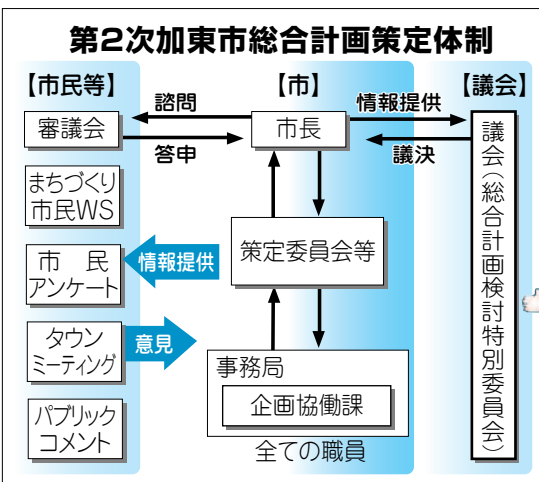 第2次加東市総合計画策定体制
【市民等】
【市】
【議会】
諮問
情報提供
審議会
市長
答申
議決
議会(総合計画検討特別委員会)
まちづくり
市民WS
市民
アンケート
情報提供
策定委員会等
タウン
ミーティング
意見
事務局
企画協働課
パブリック
コメント
全ての職員